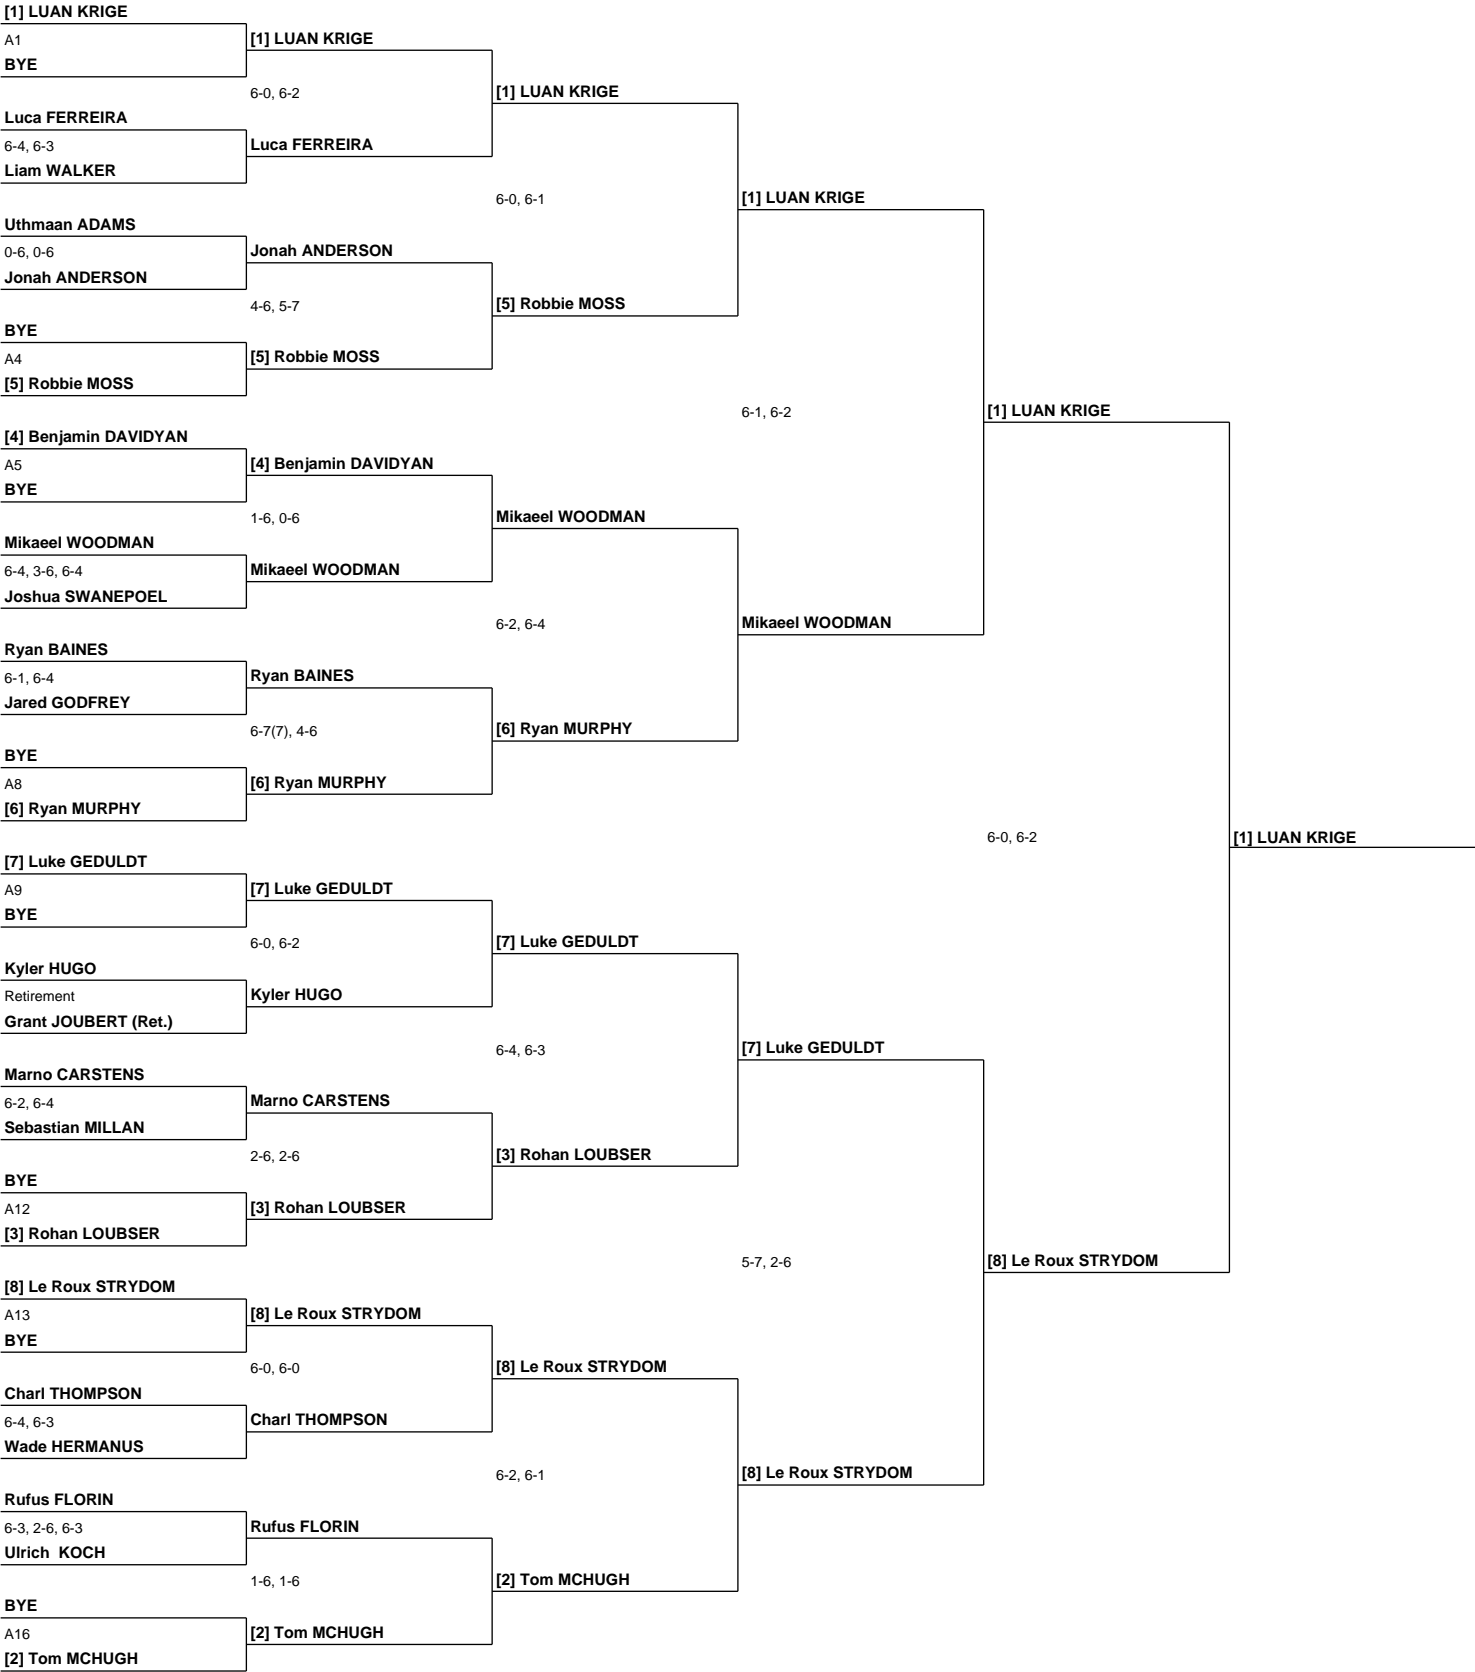 [1] LUAN KRIGE
A1
BYE
Luca FERREIRA
6-4, 6-3
Liam WALKER
Uthmaan ADAMS
0-6, 0-6
Jonah ANDERSON
BYE
A4
[5] Robbie MOSS
[4] Benjamin DAVIDYAN
A5
BYE
Mikaeel WOODMAN
6-4, 3-6, 6-4
Joshua SWANEPOEL
Ryan BAINES
6-1, 6-4
Jared GODFREY
BYE
A8
[6] Ryan MURPHY
[7] Luke GEDULDT
A9
BYE
Kyler HUGO
Retirement
Grant JOUBERT (Ret.)
Marno CARSTENS
6-2, 6-4
Sebastian MILLAN
BYE
A12
[3] Rohan LOUBSER
[8] Le Roux STRYDOM
A13
BYE
Charl THOMPSON
6-4, 6-3
Wade HERMANUS
Rufus FLORIN
6-3, 2-6, 6-3
Ulrich  KOCH
BYE
A16
[2] Tom MCHUGH
[1] LUAN KRIGE
6-0, 6-2
Luca FERREIRA
Jonah ANDERSON
4-6, 5-7
[5] Robbie MOSS
[4] Benjamin DAVIDYAN
1-6, 0-6
Mikaeel WOODMAN
Ryan BAINES
6-7(7), 4-6
[6] Ryan MURPHY
[7] Luke GEDULDT
6-0, 6-2
Kyler HUGO
Marno CARSTENS
2-6, 2-6
[3] Rohan LOUBSER
[8] Le Roux STRYDOM
6-0, 6-0
Charl THOMPSON
Rufus FLORIN
1-6, 1-6
[2] Tom MCHUGH
[1] LUAN KRIGE
6-0, 6-1
[5] Robbie MOSS
Mikaeel WOODMAN
6-2, 6-4
[6] Ryan MURPHY
[7] Luke GEDULDT
6-4, 6-3
[3] Rohan LOUBSER
[8] Le Roux STRYDOM
6-2, 6-1
[2] Tom MCHUGH
[1] LUAN KRIGE
6-1, 6-2
Mikaeel WOODMAN
[7] Luke GEDULDT
5-7, 2-6
[8] Le Roux STRYDOM
[1] LUAN KRIGE
6-0, 6-2
[8] Le Roux STRYDOM
[1] LUAN KRIGE